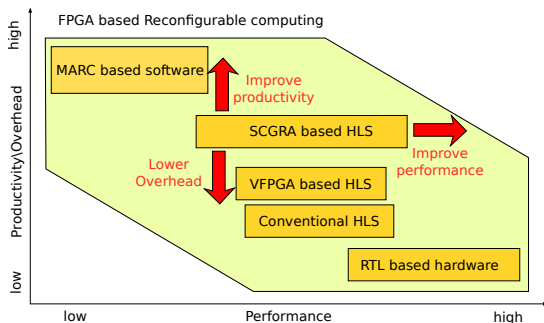 FPGA based Reconfigurable computing
high
MARC based software
Improve
productivity
SCGRA based HLS
Lower
Overhead
Improve
performance
VFPGA based HLS
Conventional HLS
RTL based hardware
Productivity\Overhead
low
low
Performance
high